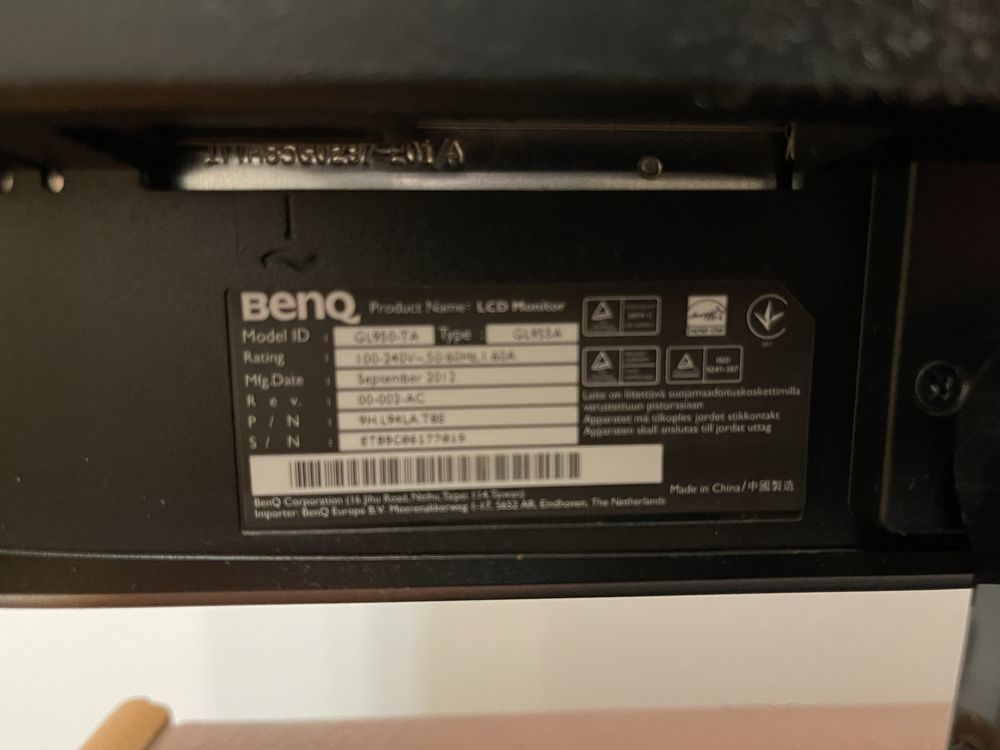 BenQ Product Name: LCD Monitor
Model ID : GL950-TA Type : GL955A
Rating : 100-240V~50/60Hz,1.60A
Mfg.Date : September 2012
Rev. : 00-002-AC
P / N : 9H.L94LA.TBE
S / N :
Laite on liitettävä suojamaadoituskoskettimilla
varustettuun pistorasiaan
Apparatet må tilkoples jordet stikkontakt
Apparaten skall anslutas till jordat uttag
BenQ Corporation (16 Jihu Road, Neihu, Taipei 114, Taiwan)
Importer: BenQ Europe B.V. Meerenakkerweg 1-17, 5652 AR, Eindhoven, The Netherlands
Made in China/中國製造